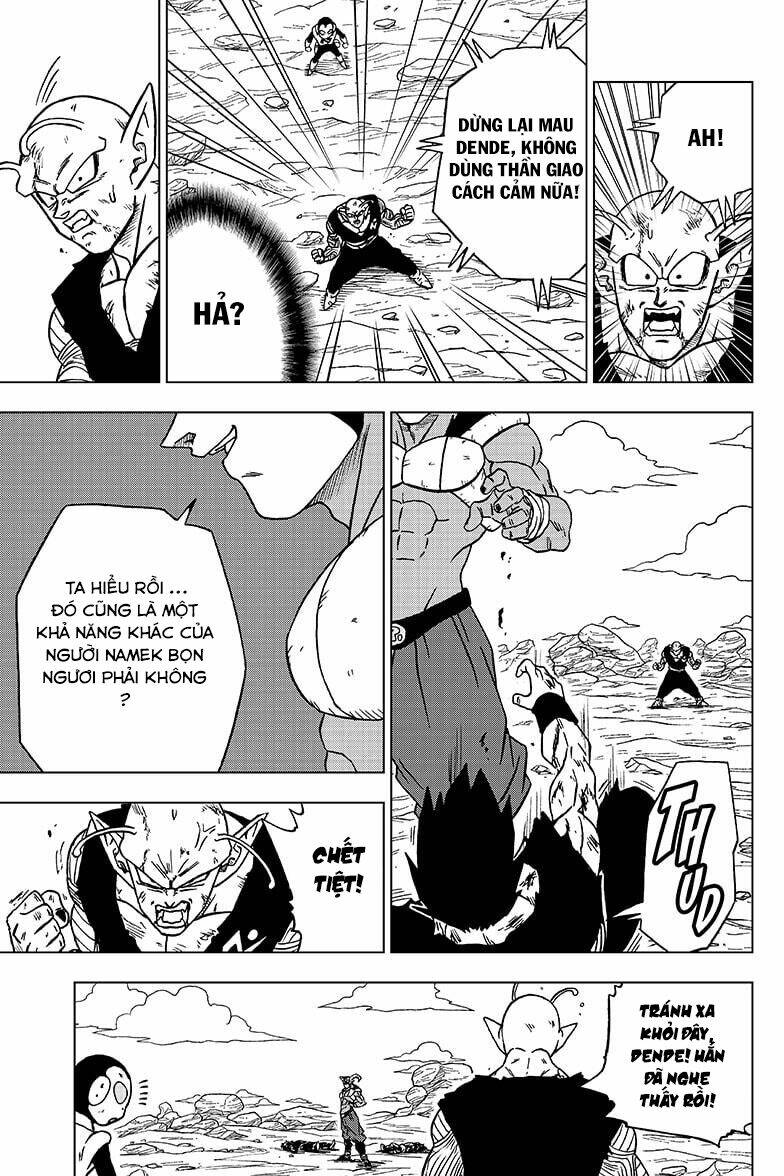 AH!
DỪNG LẠI MAU
DENDE, KHÔNG
DÙNG THẦN GIAO
CÁCH CẢM NỮA!
HẢ?
THUD
TA HIỂU RỒI ...
ĐÓ CŨNG LÀ MỘT
KHẢ NĂNG KHÁC CỦA
NGƯỜI NAMEK BỌN
NGƯƠI PHẢI KHÔNG
?
CHẾT
TIỆT!
TRÁNH XA
KHỎI ĐÂY,
DENDE! HẮN
ĐÃ NGHE
THẤY RỒI!